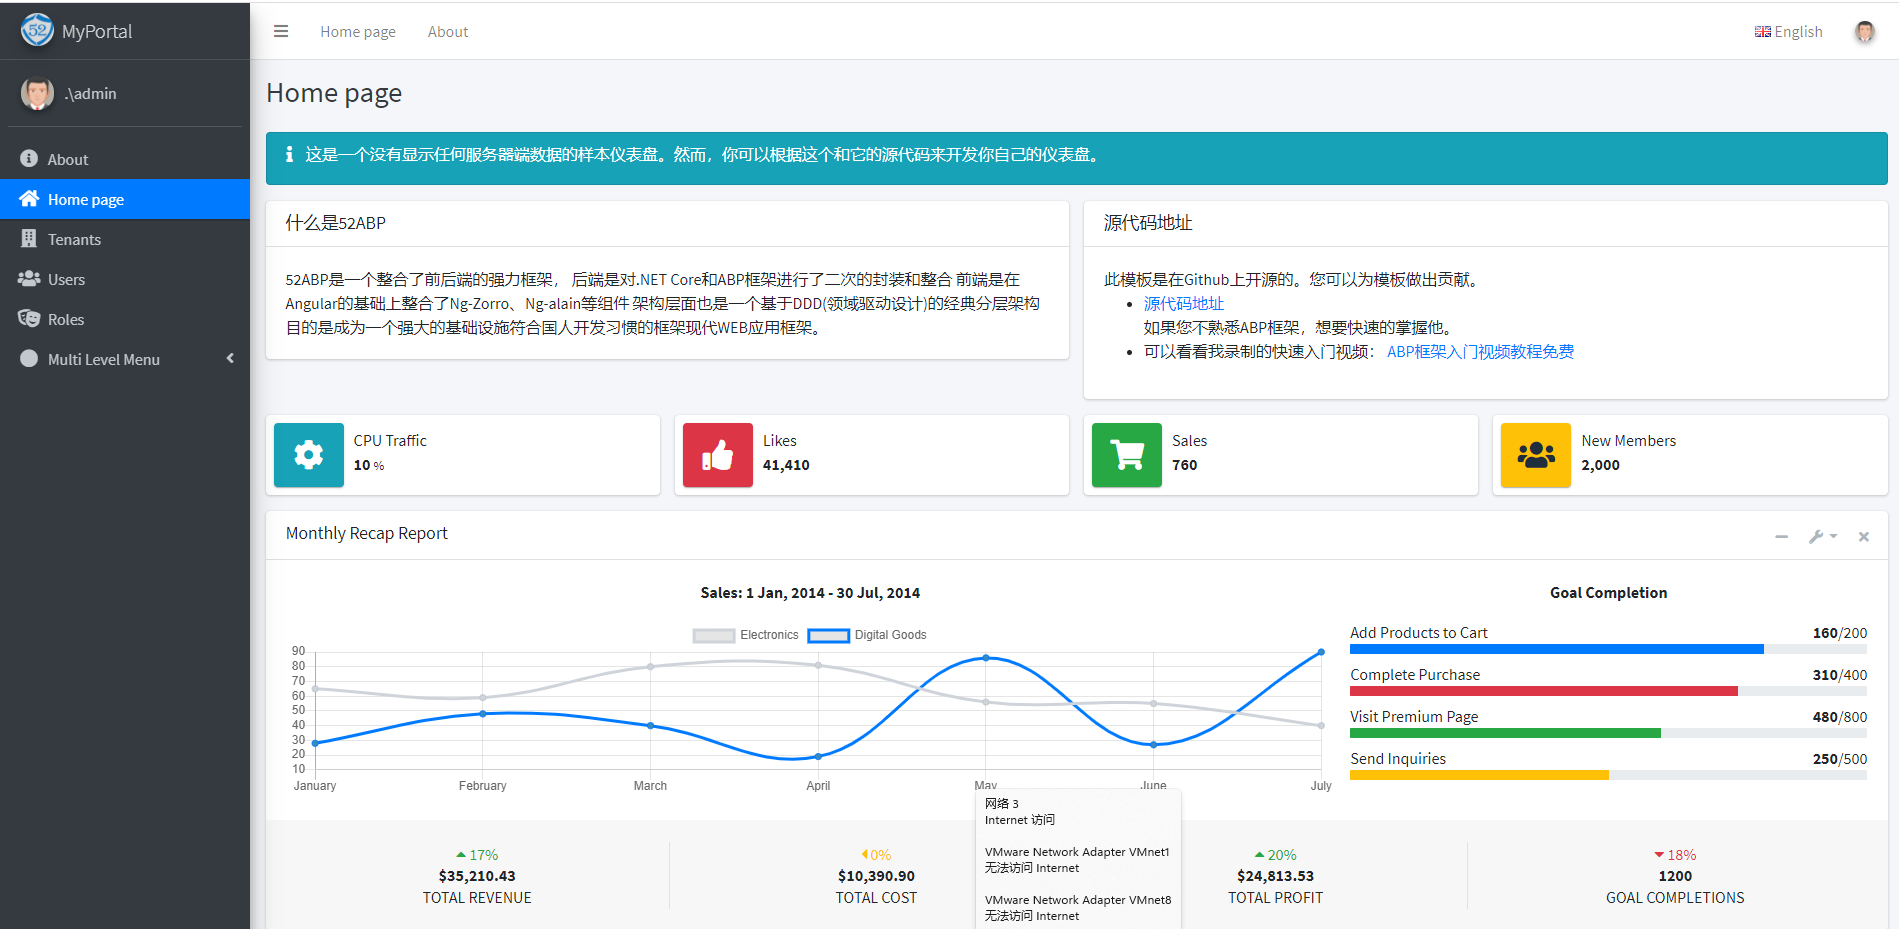 52 MyPortal
Home page About English
.\admin
About
Home page
Tenants
Users
Roles
Multi Level Menu
Home page
这是一个没有显示任何服务器端数据的样本仪表盘。然而，你可以根据这个和它的源代码来开发你自己的仪表盘。
什么是52ABP
52ABP是一个整合了前后端的强力框架， 后端是对.NET Core和ABP框架进行了二次的封装和整合 前端是在
Angular的基础上整合了Ng-Zorro、Ng-alain等组件 架构层面也是一个基于DDD(领域驱动设计)的经典分层架构
目的是成为一个强大的基础设施符合国人开发习惯的框架现代WEB应用框架。
源代码地址
此模板是在Github上开源的。您可以为模板做出贡献。
源代码地址
如果您不熟悉ABP框架，想要快速的掌握他。
可以看看我录制的快速入门视频： ABP框架入门视频教程免费
CPU Traffic
10 %
Likes
41,410
Sales
760
New Members
2,000
Monthly Recap Report
Sales: 1 Jan, 2014 - 30 Jul, 2014
Electronics Digital Goods
90
80
70
60
50
40
30
20
10
January February March April May June July
Goal Completion
Add Products to Cart 160/200
Complete Purchase 310/400
Visit Premium Page 480/800
Send Inquiries 250/500
网络 3
Internet 访问
VMware Network Adapter VMnet1
无法访问 Internet
VMware Network Adapter VMnet8
无法访问 Internet
17%
$35,210.43
TOTAL REVENUE
0%
$10,390.90
TOTAL COST
20%
$24,813.53
TOTAL PROFIT
18%
1200
GOAL COMPLETIONS